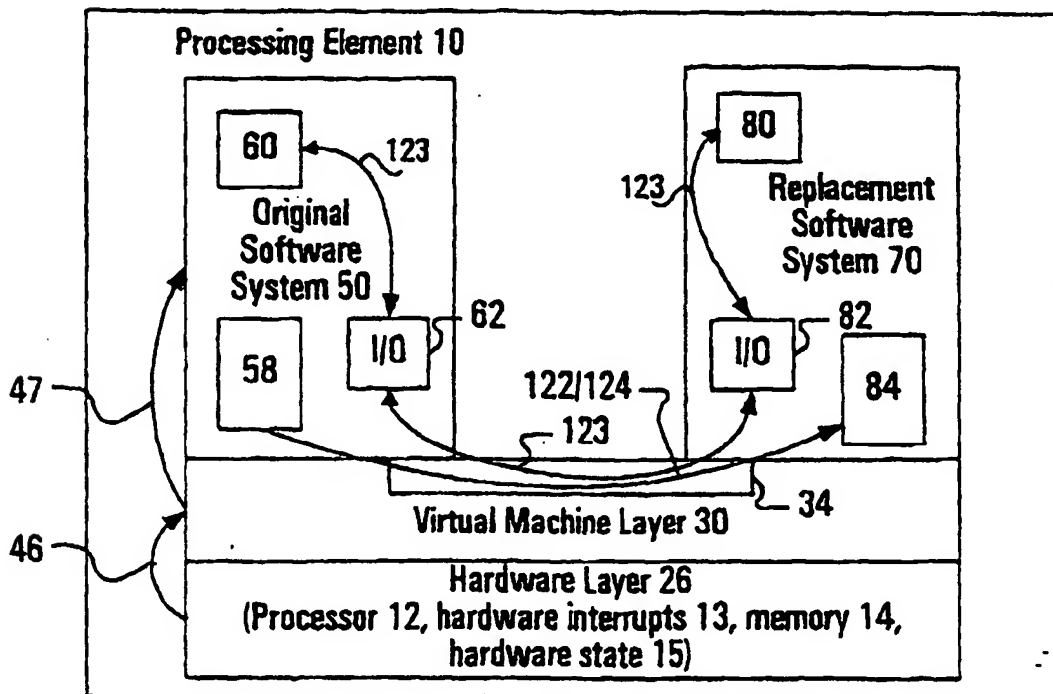 Processing Element 10
60
123
Original
Software
System 50
58
I/O
62
80
123
Replacement
Software
System 70
I/O
82
84
122/124
123
34
47
46
Virtual Machine Layer 30
Hardware Layer 26
(Processor 12, hardware interrupts 13, memory 14,
hardware state 15)